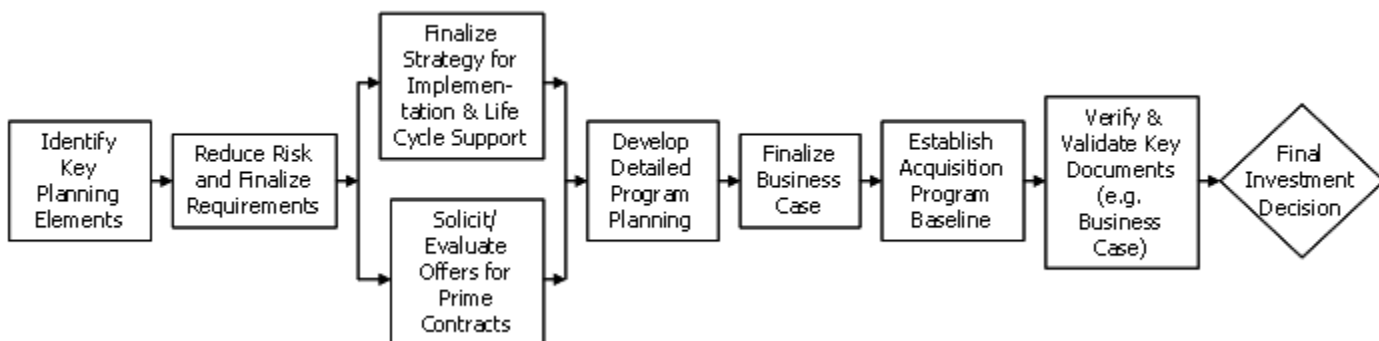 Identify
Key
Planning
Elements
Reduce Risk
and Finalize
Requirements
Finalize
Strategy for
Implemen-
tation & Life
Cycle Support
Solicit/
Evaluate
Offers for
Prime
Contracts
Develop
Detailed
Program
Planning
Finalize
Business
Case
Establish
Acquisition
Program
Baseline
Verify &
Validate Key
Documents
(e.g.
Business
Case)
Final
Investment
Decision